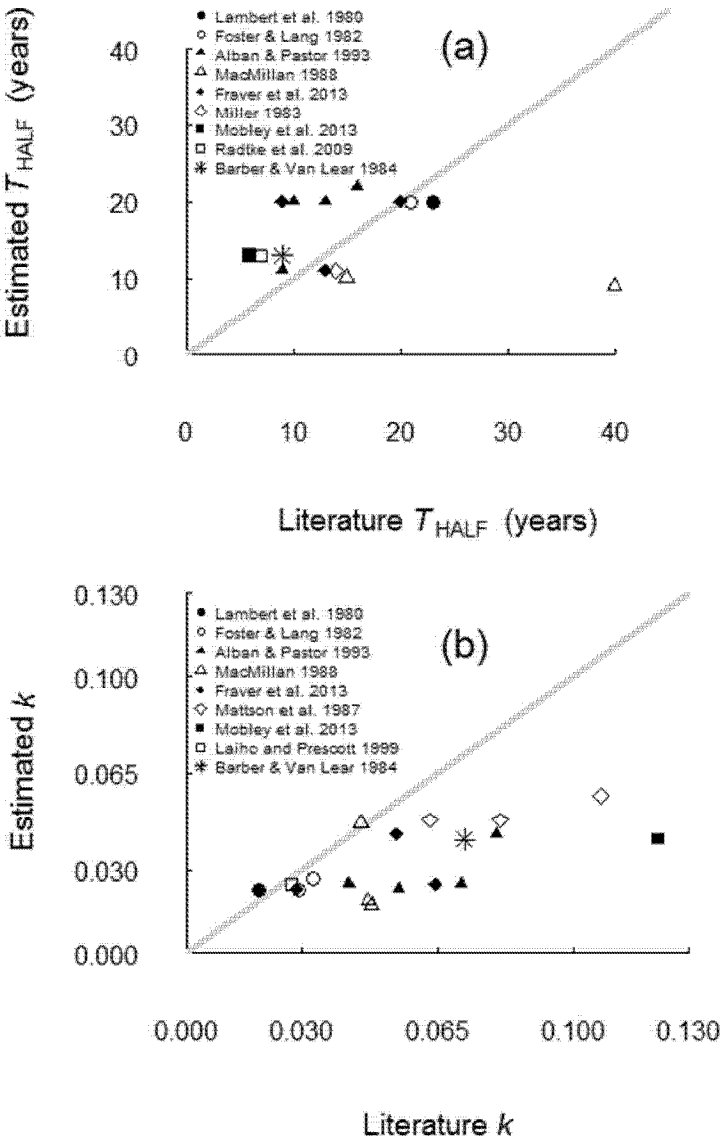 Lambert et al. 1980
Foster & Lang 1982
Alban & Pastor 1993
MacMillan 1988
Fraver et al. 2013
Miller 1983
Mobley et al. 2013
Radtke et al. 2009
Barber & Van Lear 1984
(a)
Estimated THALF (years)
40
30
20
10
0
0 10 20 30 40
Literature THALF (years)
Lambert et al. 1980
Foster & Lang 1982
Alban & Pastor 1993
MacMillan 1988
Fraver et al. 2013
Mattson et al. 1987
Mobley et al. 2013
Laiho and Prescott 1999
Barber & Van Lear 1984
(b)
Estimated k
0.130
0.100
0.065
0.030
0.000
0.000 0.030 0.065 0.100 0.130
Literature k